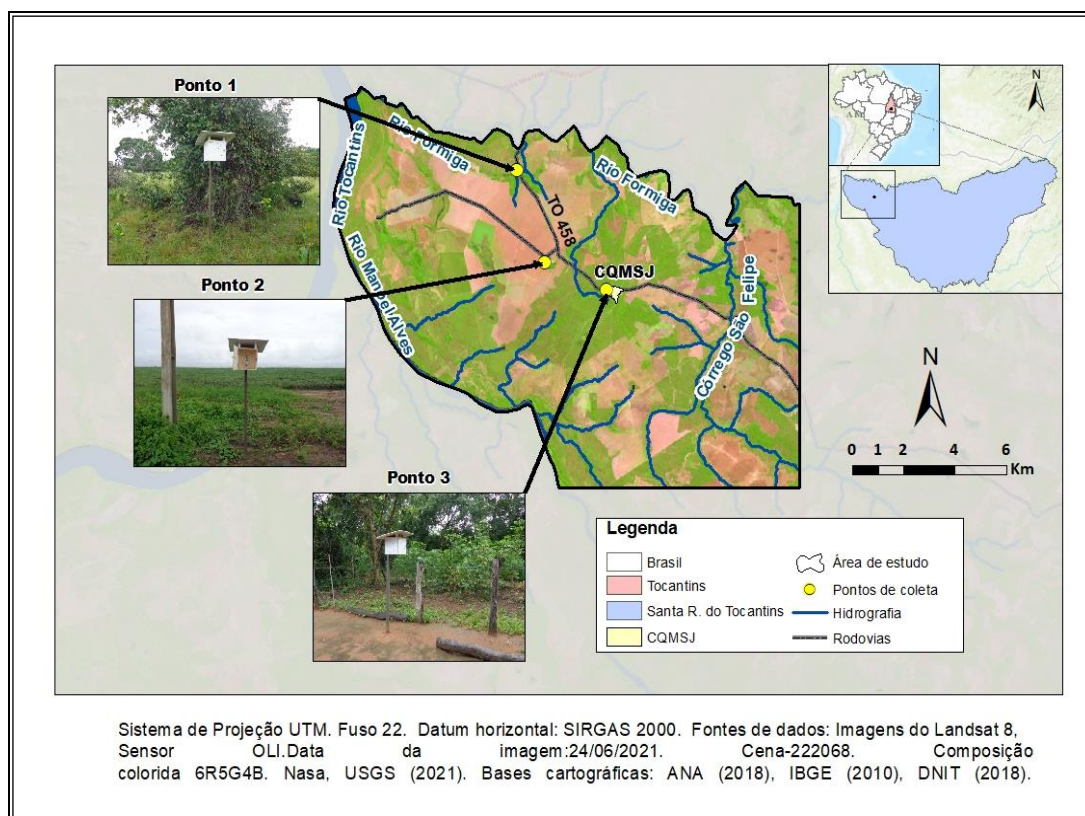 Ponto 1
Rio Formiga
Rio Tocantins
Rio Formiga
TO 458
Ponto 2
CQMSJ
Rio Manoel Alves
Córrego São Felipe
Ponto 3
N
N
0 1 2 4 6
Km
Legenda
Brasil
Tocantins
Santa R. do Tocantins
CQMSJ
Área de estudo
Pontos de coleta
Hidrografia
Rodovias
Sistema de Projeção UTM. Fuso 22. Datum horizontal: SIRGAS 2000. Fontes de dados: Imagens do Landsat 8,
Sensor OLI.Data da imagem:24/06/2021. Cena-222068. Composição
colorida 6R5G4B. Nasa, USGS (2021). Bases cartográficas: ANA (2018), IBGE (2010), DNIT (2018).